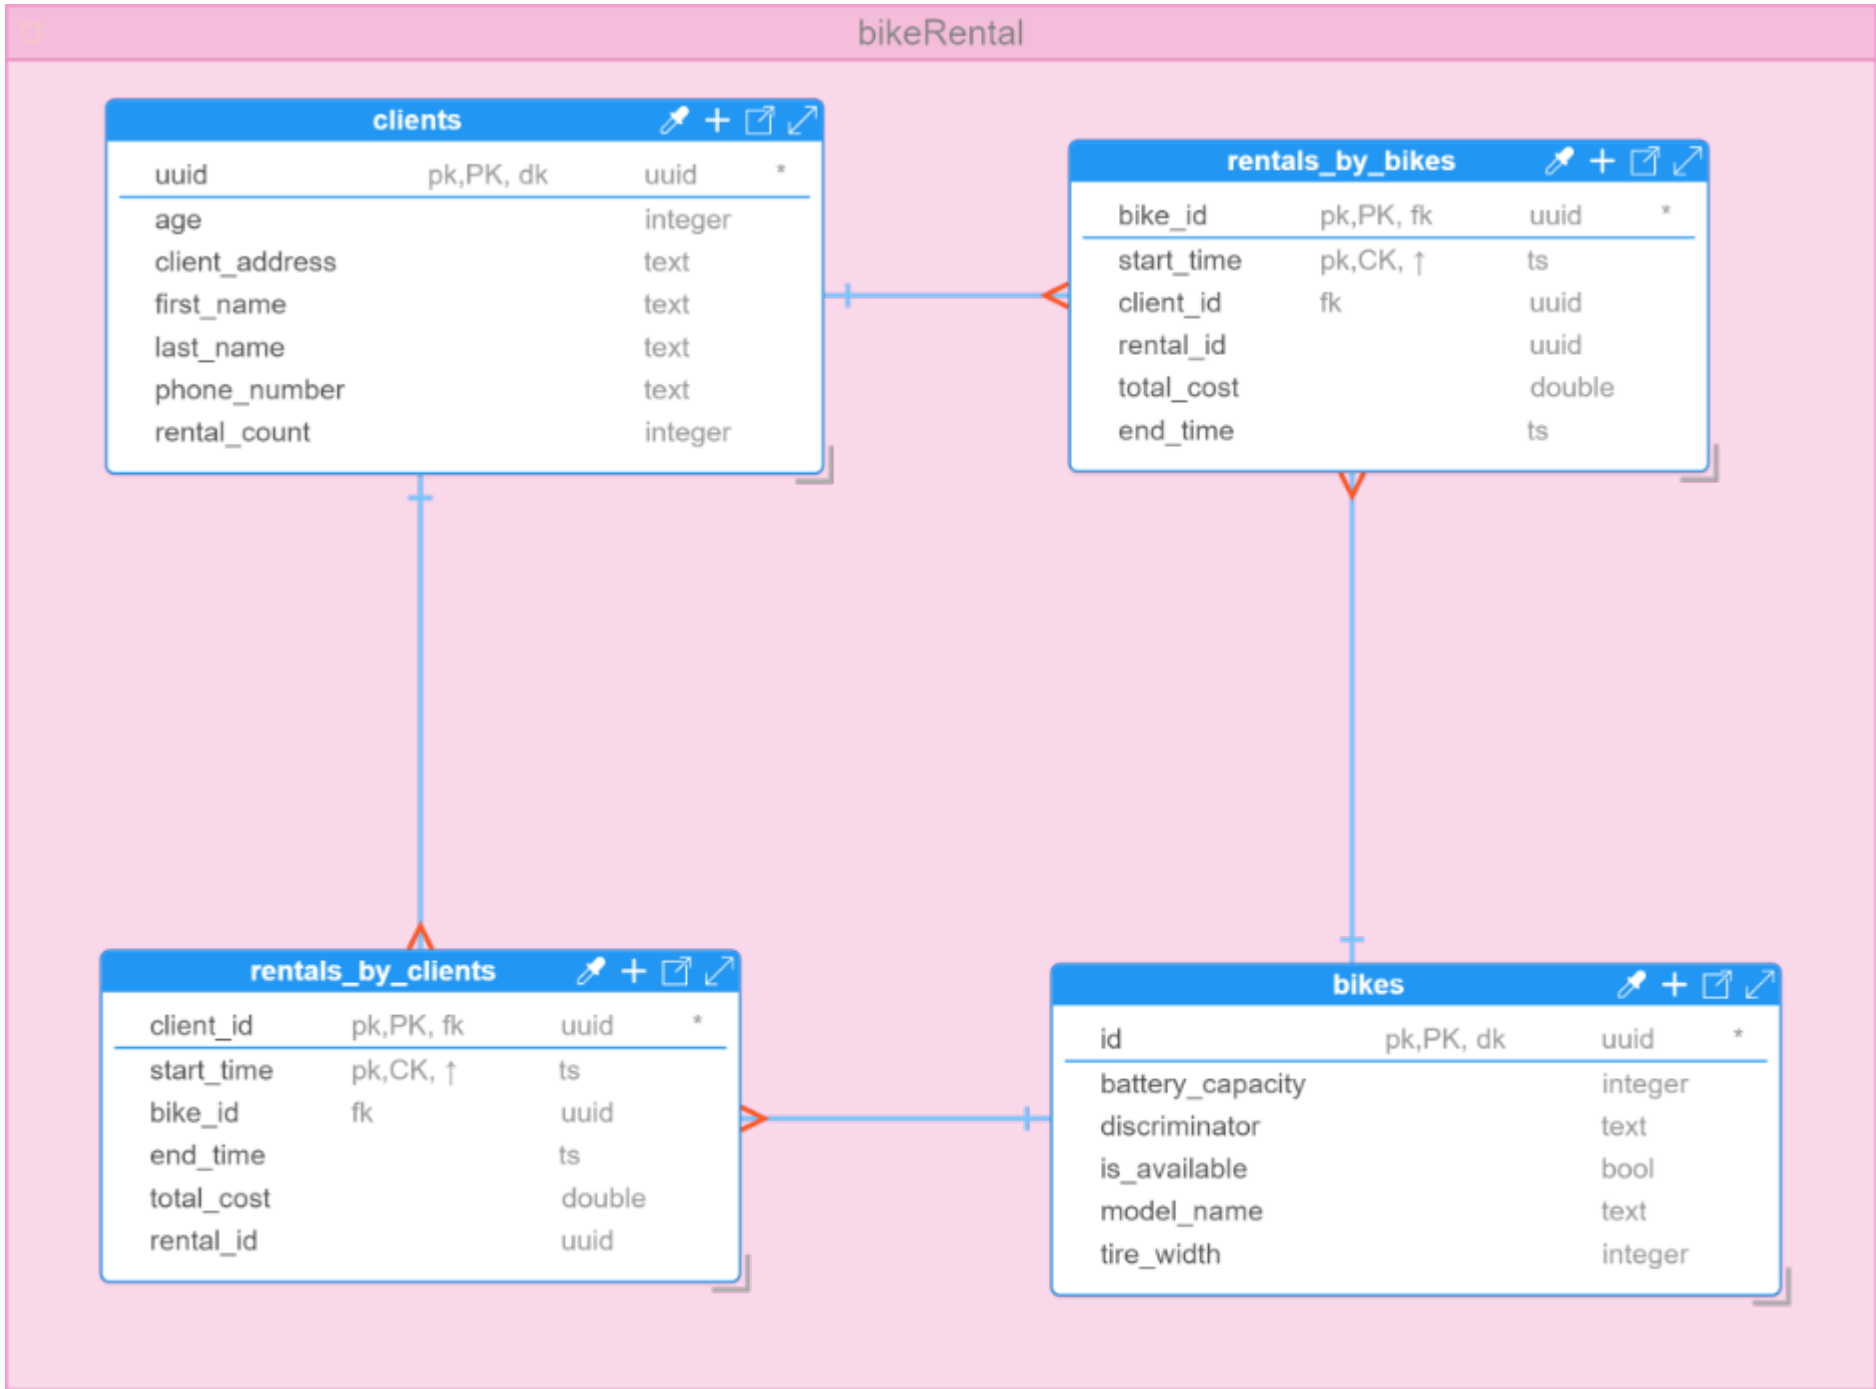 bikeRental
clients
uuid pk,PK, dk uuid *
age integer
client_address text
first_name text
last_name text
phone_number text
rental_count integer
rentals_by_bikes
bike_id pk,PK, fk uuid *
start_time pk,CK, ↑ ts
client_id fk uuid
rental_id uuid
total_cost double
end_time ts
rentals_by_clients
client_id pk,PK, fk uuid *
start_time pk,CK, ↑ ts
bike_id fk uuid
end_time ts
total_cost double
rental_id uuid
bikes
id pk,PK, dk uuid *
battery_capacity integer
discriminator text
is_available bool
model_name text
tire_width integer